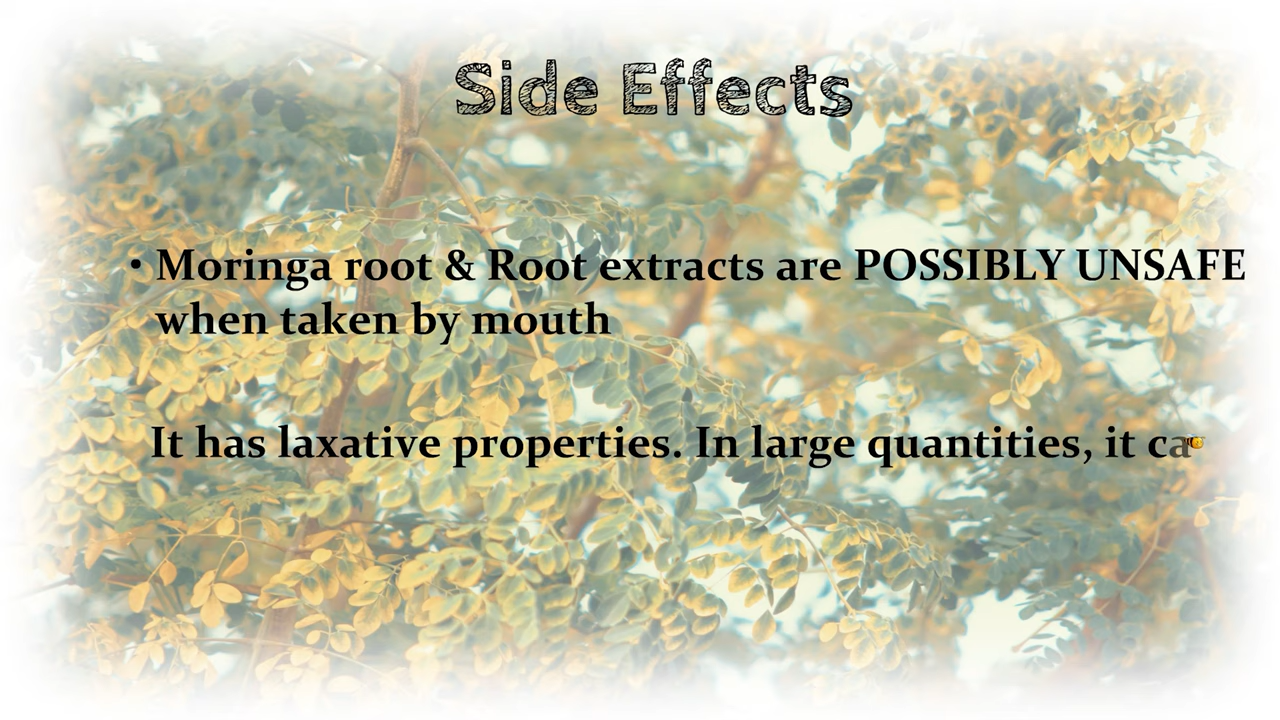 Side Effects
• Moringa root & Root extracts are POSSIBLY UNSAFE
when taken by mouth
It has laxative properties. In large quantities, it ca